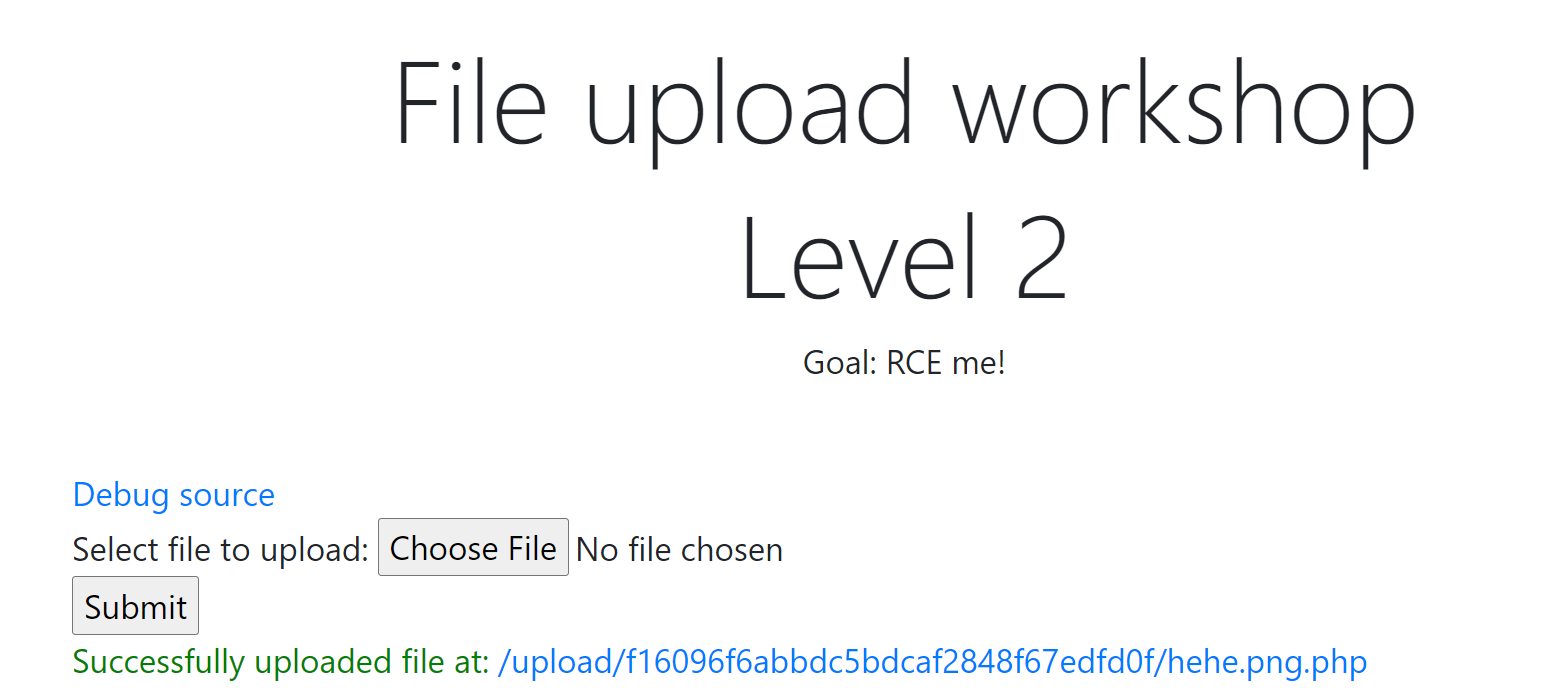 File upload workshop
Level 2
Goal: RCE me!
Debug source
Select file to upload: Choose File No file chosen
Submit
Successfully uploaded file at: /upload/f16096f6abbdc5bdcaf2848f67edfd0f/hehe.png.php